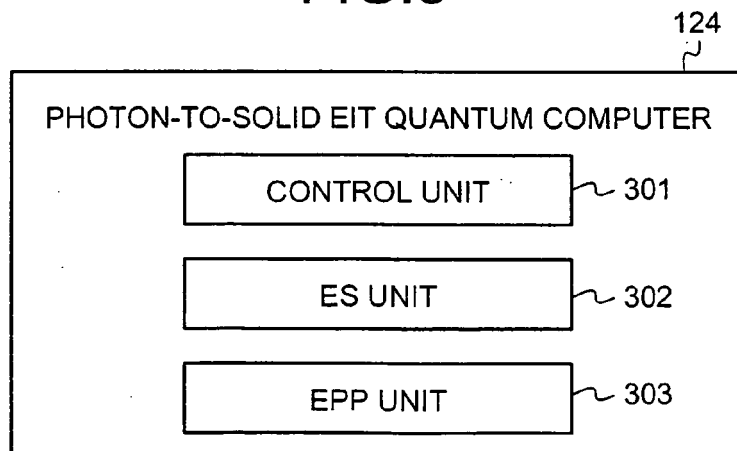 124
PHOTON-TO-SOLID EIT QUANTUM COMPUTER
CONTROL UNIT 301
ES UNIT 302
EPP UNIT 303